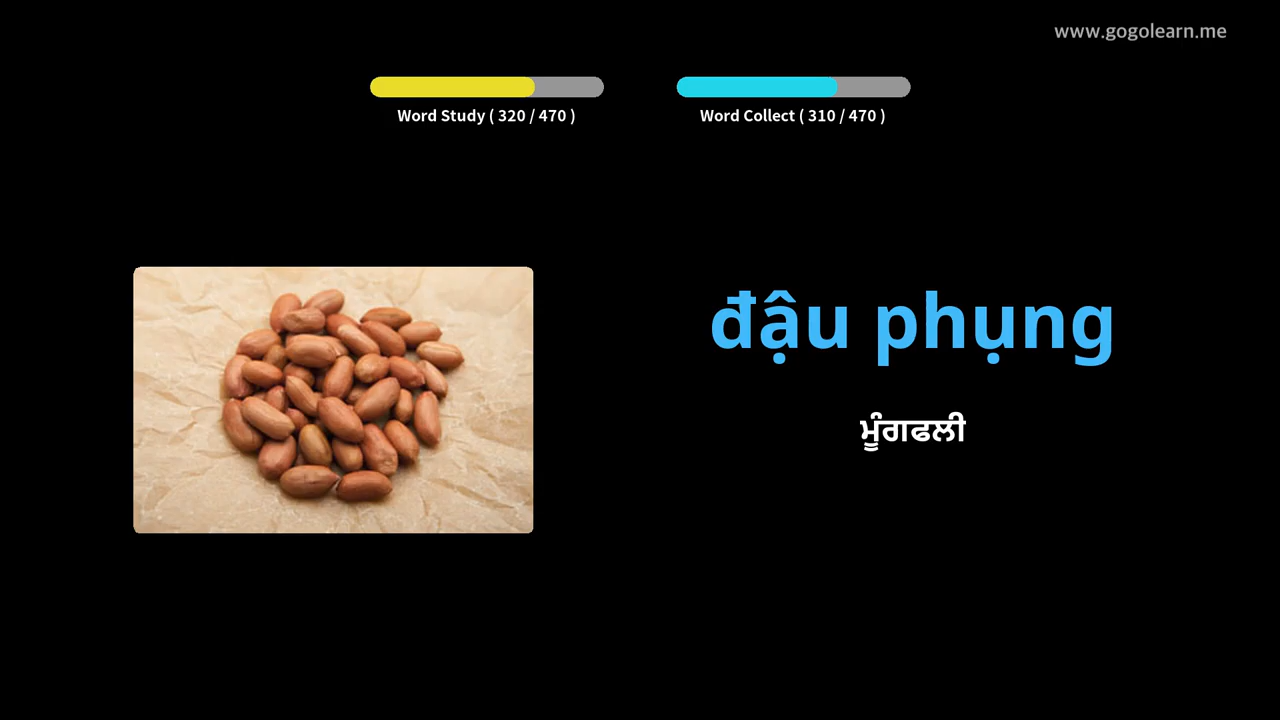 www.gogolearn.me
Word Study ( 320 / 470 )
Word Collect ( 310 / 470 )
đậu phụng
ਮੂੰਗਫਲੀ